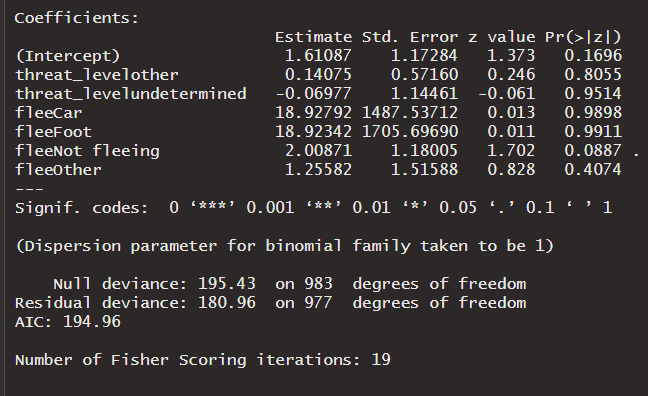 Coefficients:
                         Estimate Std. Error z value Pr(>|z|)
(Intercept)               1.61087    1.17284   1.373   0.1696
threat_levelother         0.14075    0.57160   0.246   0.8055
threat_levelundetermined -0.06977    1.14461  -0.061   0.9514
fleeCar                  18.92792 1487.53712   0.013   0.9898
fleeFoot                 18.92342 1705.69690   0.011   0.9911
fleeNot fleeing           2.00871    1.18005   1.702   0.0887 .
fleeOther                 1.25582    1.51588   0.828   0.4074
---
Signif. codes:  0 ‘***’ 0.001 ‘**’ 0.01 ‘*’ 0.05 ‘.’ 0.1 ‘ ’ 1
(Dispersion parameter for binomial family taken to be 1)
    Null deviance: 195.43  on 983  degrees of freedom
Residual deviance: 180.96  on 977  degrees of freedom
AIC: 194.96
Number of Fisher Scoring iterations: 19